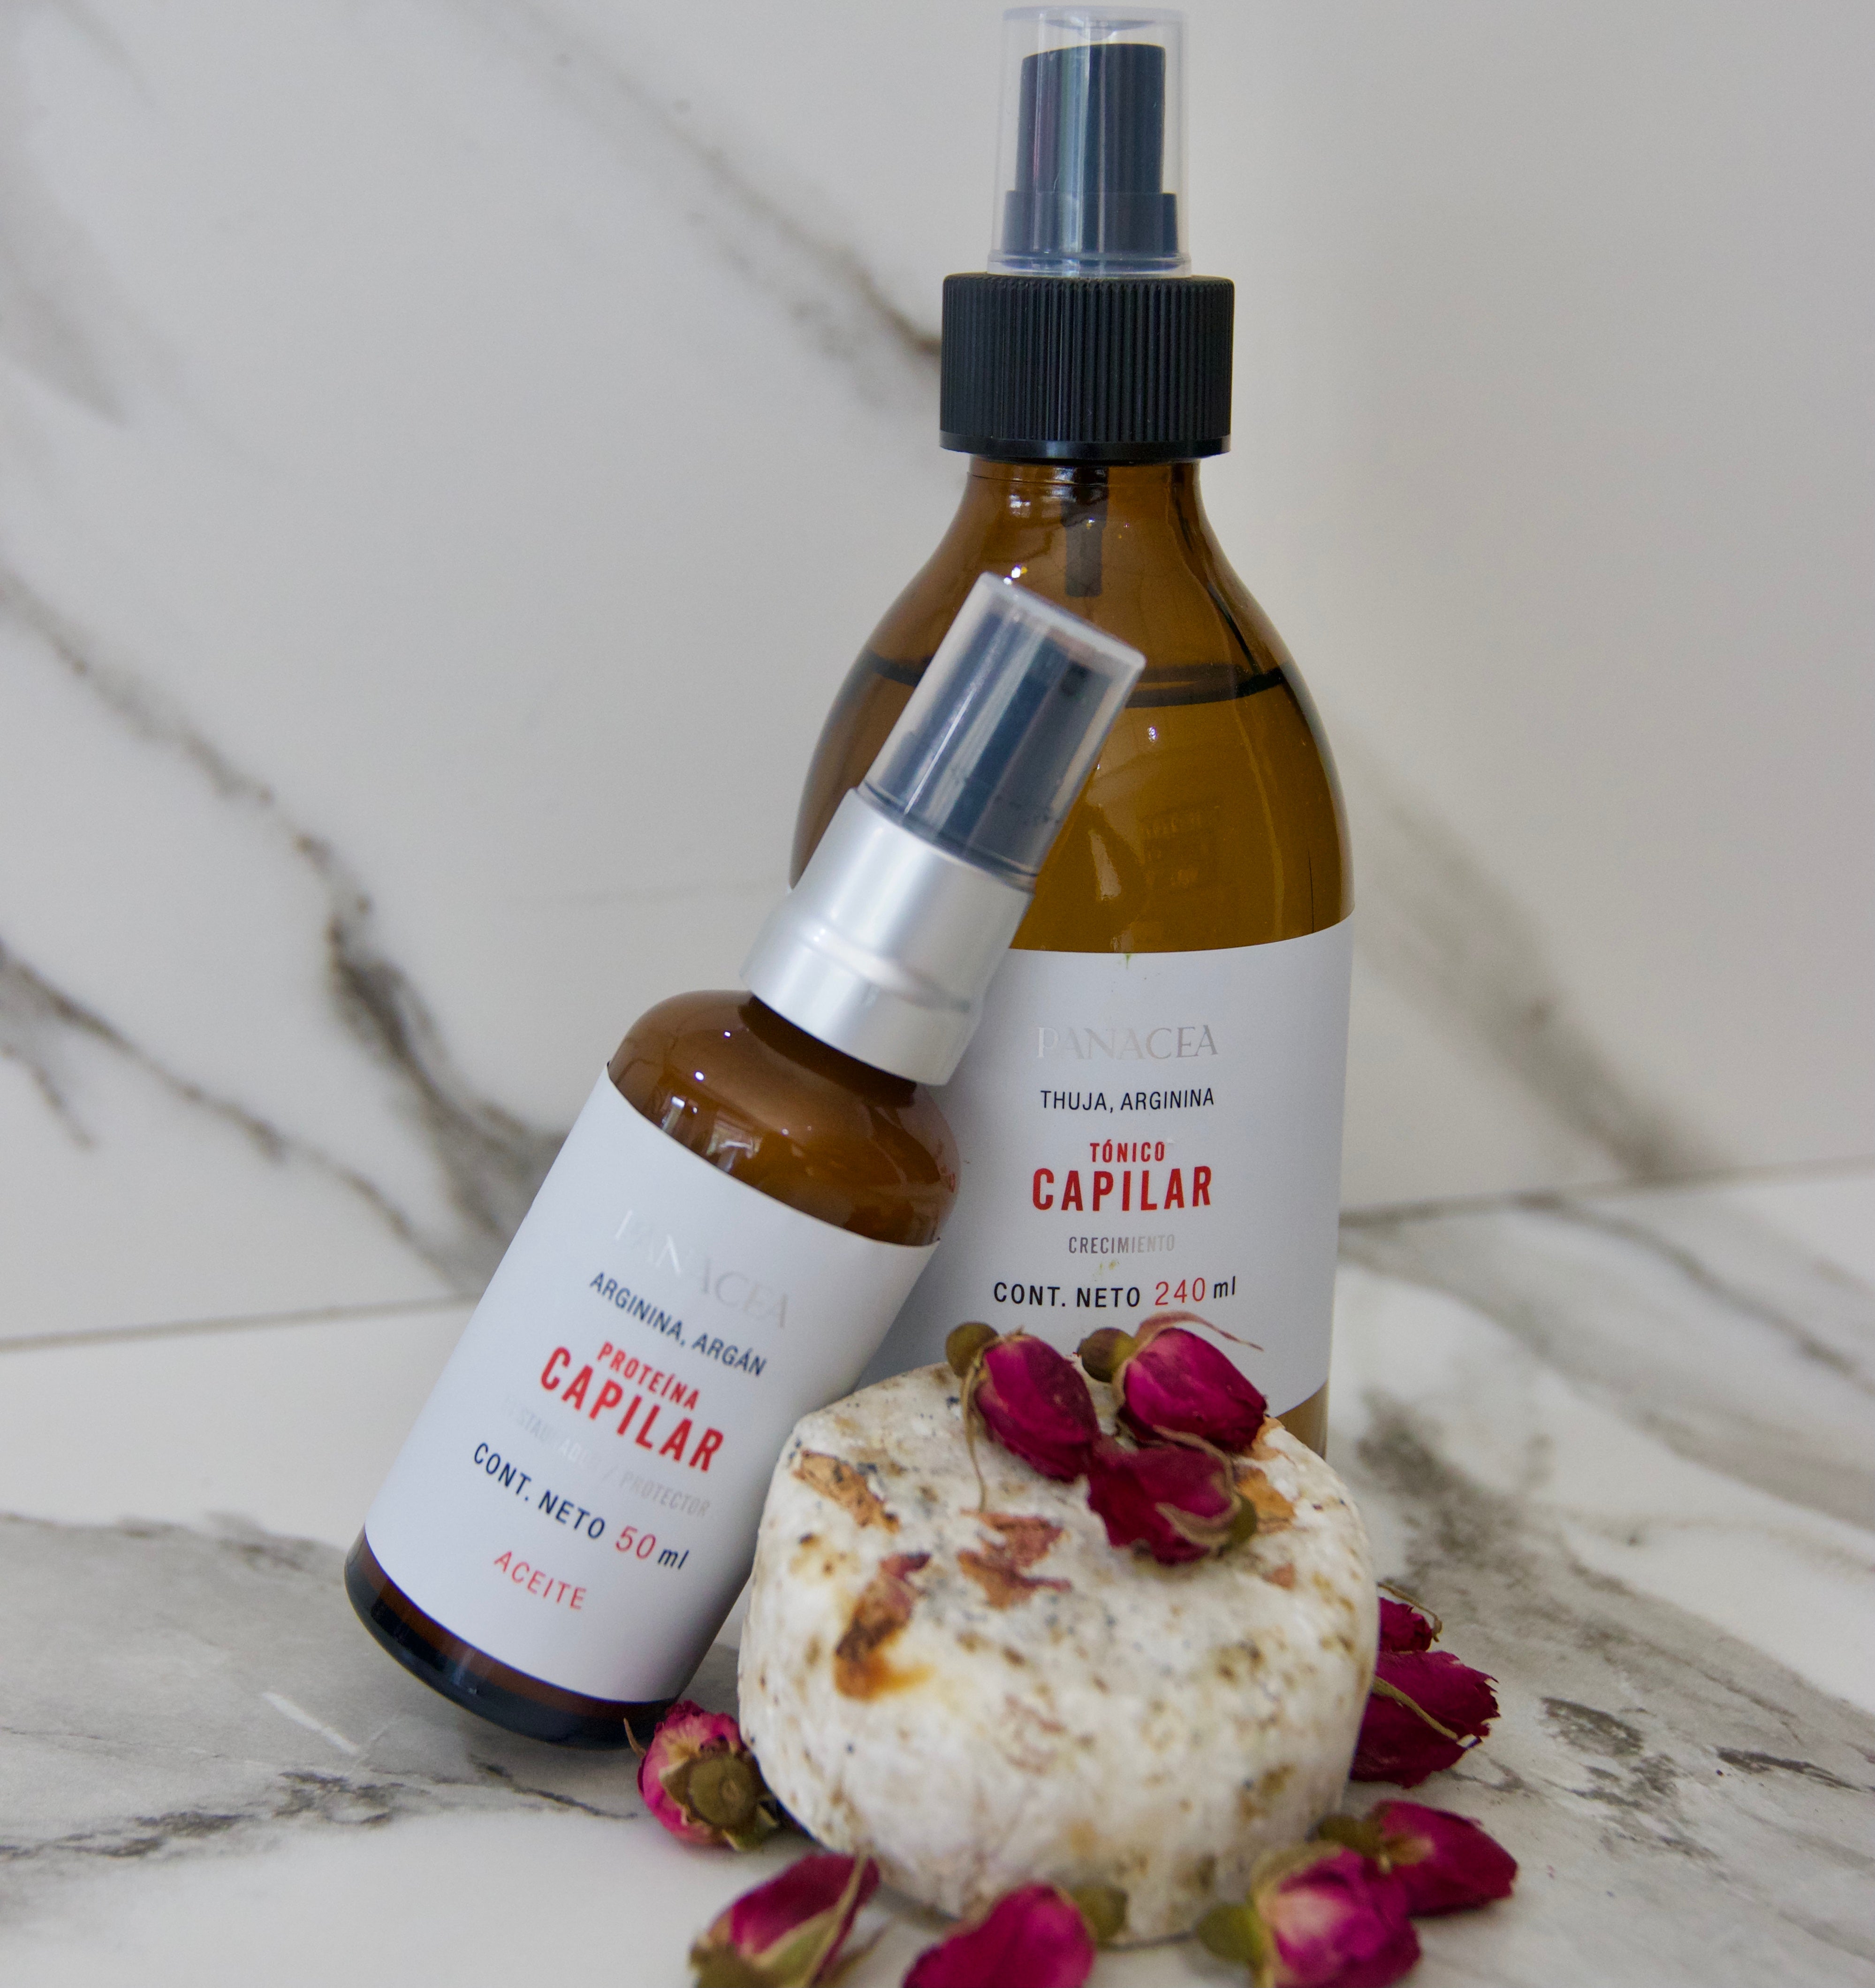 PANACEA
THUJA, ARGININA
TÓNICO
CAPILAR
CRECIMIENTO
CONT. NETO 240 ml
PANACEA
ARGININA, ARGÁN
PROTEÍNA
CAPILAR
/ PROTECTOR
CONT. NETO 50 ml
ACEITE